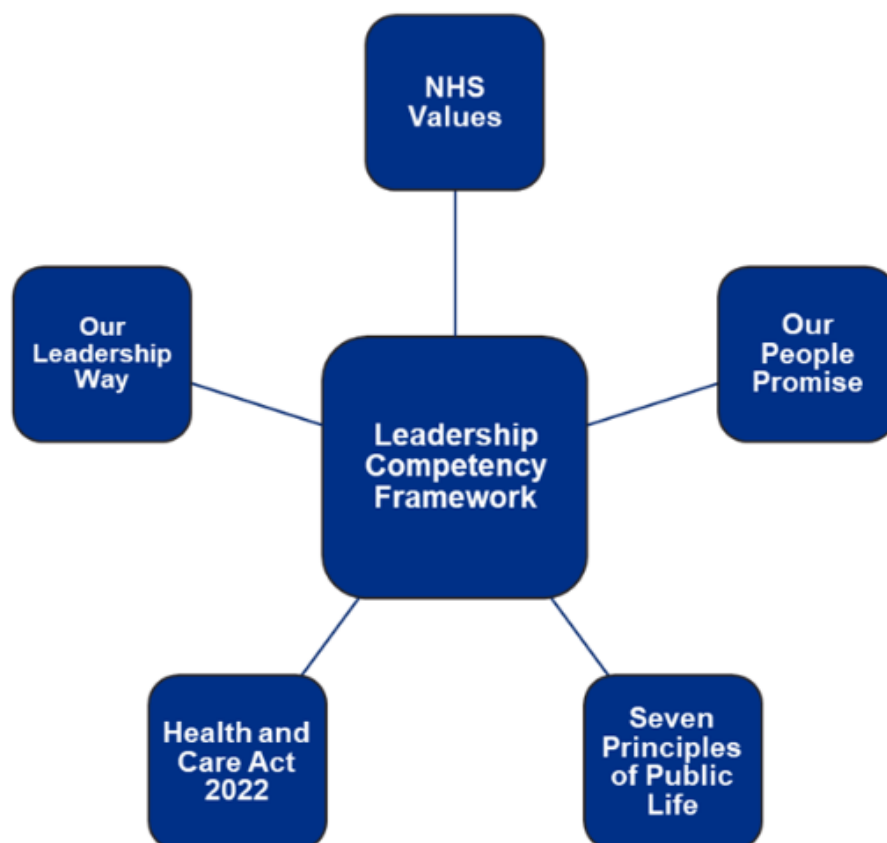 NHS
Values
Our
Leadership
Way
Our
People
Promise
Leadership
Competency
Framework
Health and
Care Act
2022
Seven
Principles
of Public
Life